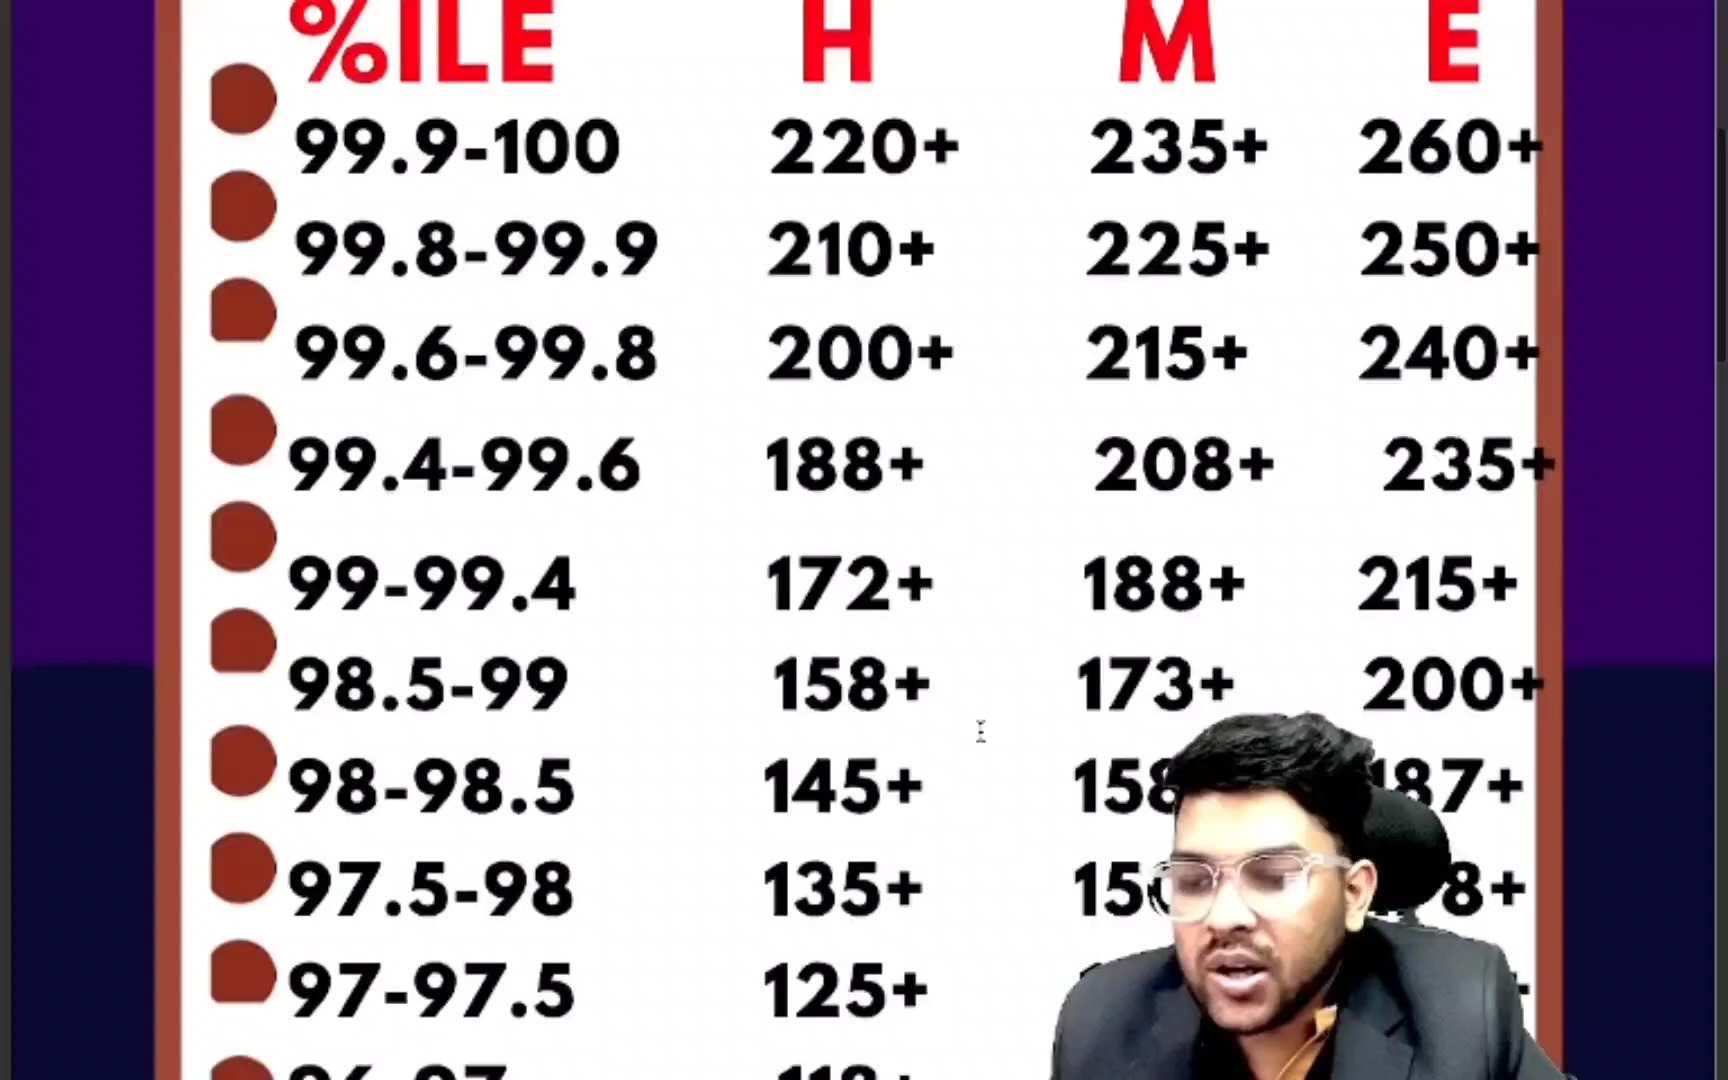 %ILE H M E
99.9-100 220+ 235+ 260+
99.8-99.9 210+ 225+ 250+
99.6-99.8 200+ 215+ 240+
99.4-99.6 188+ 208+ 235+
99-99.4 172+ 188+ 215+
98.5-99 158+ 173+ 200+
98-98.5 145+ 187+
97.5-98 135+
97-97.5 125+